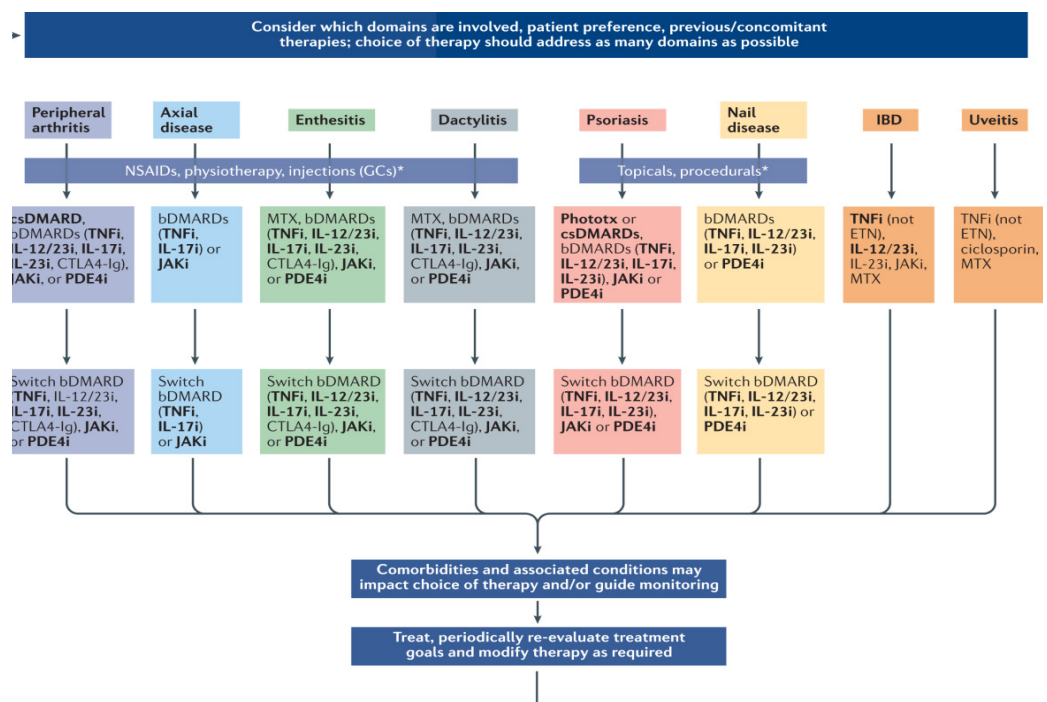 Consider which domains are involved, patient preference, previous/concomitant
therapies; choice of therapy should address as many domains as possible
Peripheral
arthritis
Axial
disease
Enthesitis
Dactylitis
Psoriasis
Nail
disease
IBD
Uveitis
NSAIDs, physiotherapy, injections (GCs)*
Topicals, procedurals*
csDMARD,
bDMARDs (TNFi,
IL-12/23i, IL-17i,
IL-23i, CTLA4-Ig),
JAKi, or PDE4i
bDMARDs
(TNFi,
IL-17i) or
JAKi
MTX, bDMARDs
(TNFi, IL-12/23i,
IL-17i, IL-23i,
CTLA4-Ig), JAKi,
or PDE4i
MTX, bDMARDs
(TNFi, IL-12/23i,
IL-17i, IL-23i,
CTLA4-Ig), JAKi,
or PDE4i
Phototx or
csDMARDs,
bDMARDs (TNFi,
IL-12/23i, IL-17i,
IL-23i), JAKi or
PDE4i
bDMARDs
(TNFi, IL-12/23i,
IL-17i, IL-23i)
or PDE4i
TNFi (not
ETN),
IL-12/23i,
IL-23i, JAKi,
MTX
TNFi (not
ETN),
ciclosporin,
MTX
Switch bDMARD
(TNFi, IL-12/23i,
IL-17i, IL-23i,
CTLA4-Ig), JAKi,
or PDE4i
Switch
bDMARD
(TNFi,
IL-17i)
or JAKi
Switch bDMARD
(TNFi, IL-12/23i,
IL-17i, IL-23i,
CTLA4-Ig), JAKi,
or PDE4i
Switch bDMARD
(TNFi, IL-12/23i,
IL-17i, IL-23i,
CTLA4-Ig), JAKi,
or PDE4i
Switch bDMARD
(TNFi, IL-12/23i,
IL-17i, IL-23i),
JAKi or PDE4i
Switch bDMARD
(TNFi, IL-12/23i,
IL-17i, IL-23i) or
PDE4i
Comorbidities and associated conditions may
impact choice of therapy and/or guide monitoring
Treat, periodically re-evaluate treatment
goals and modify therapy as required